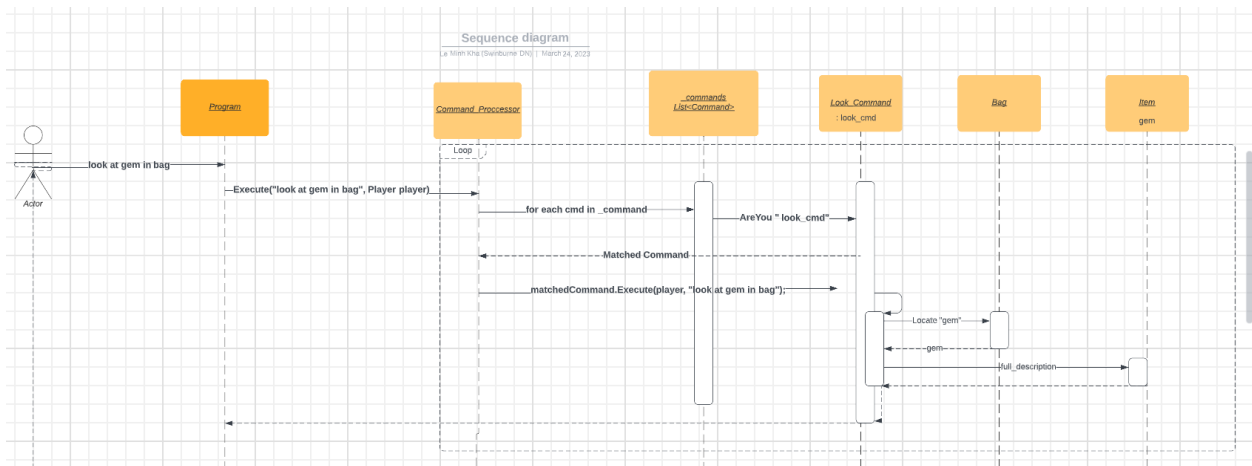 Sequence diagram
Le Minh Kha (Swinburne DN) | March 24, 2023
Program
Command_Proccessor
_commands
List<Command>
Look_Command
: look_cmd
Bag
Item
gem
Loop
look at gem in bag
Execute("look at gem in bag", Player player)
Actor
for each cmd in _command
AreYou " look_cmd"
Matched Command
matchedCommand.Execute(player, "look at gem in bag");
Locate "gem"
gem
full_description